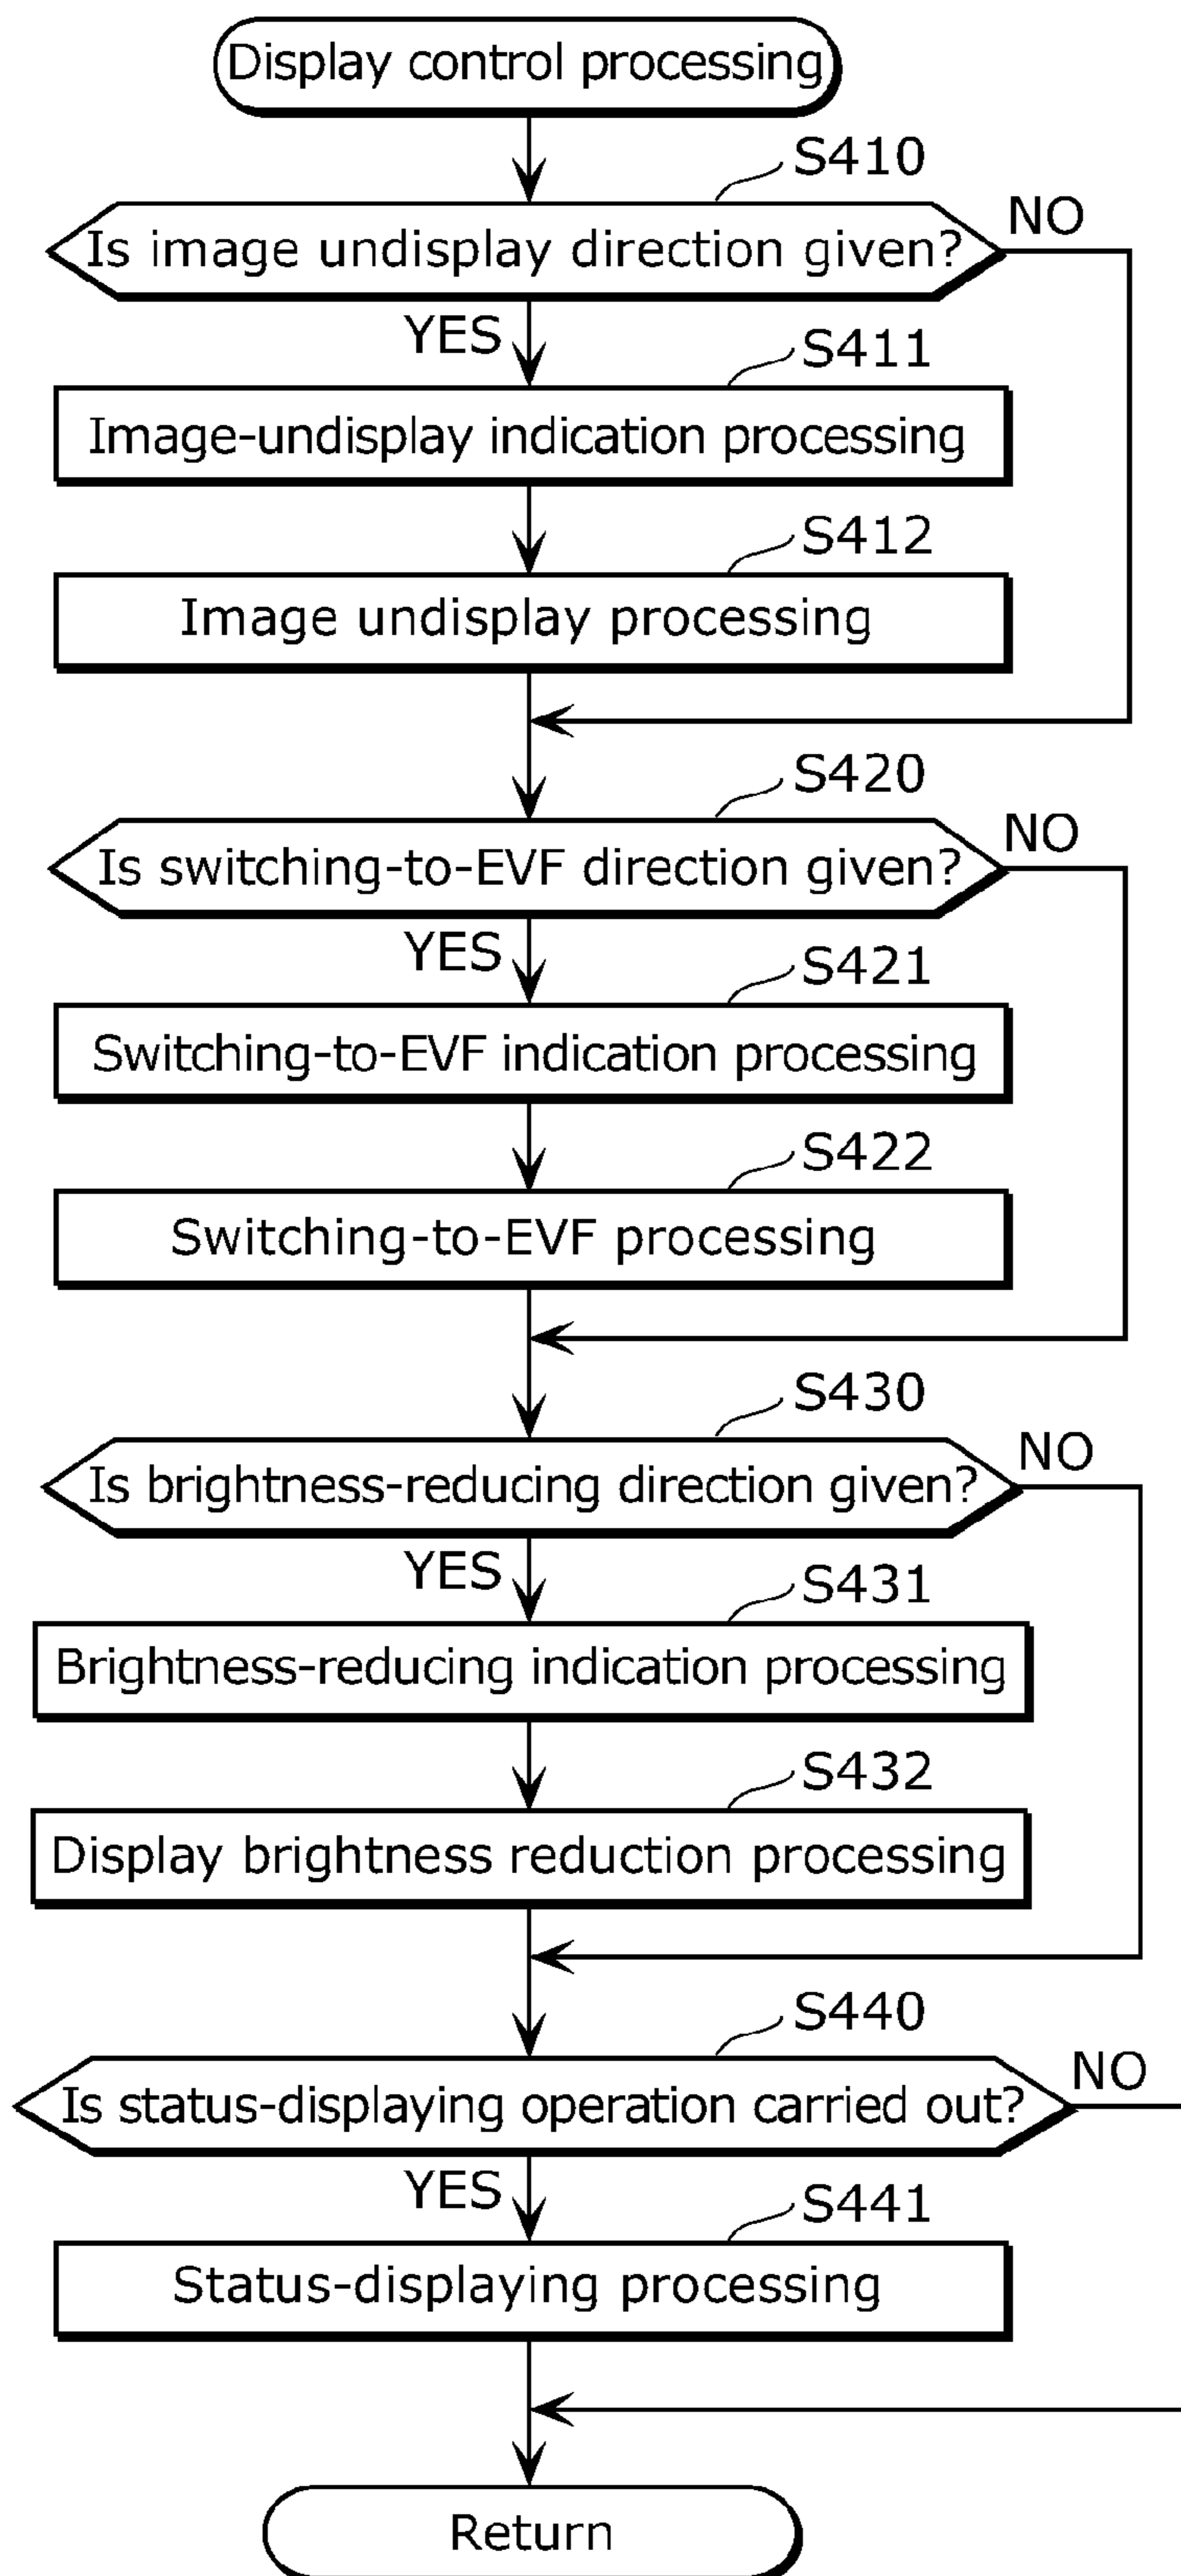 Display control processing
S410
Is image undisplay direction given?
NO
YES
S411
Image-undisplay indication processing
S412
Image undisplay processing
S420
Is switching-to-EVF direction given?
NO
YES
S421
Switching-to-EVF indication processing
S422
Switching-to-EVF processing
S430
Is brightness-reducing direction given?
NO
YES
S431
Brightness-reducing indication processing
S432
Display brightness reduction processing
S440
Is status-displaying operation carried out?
NO
YES
S441
Status-displaying processing
Return